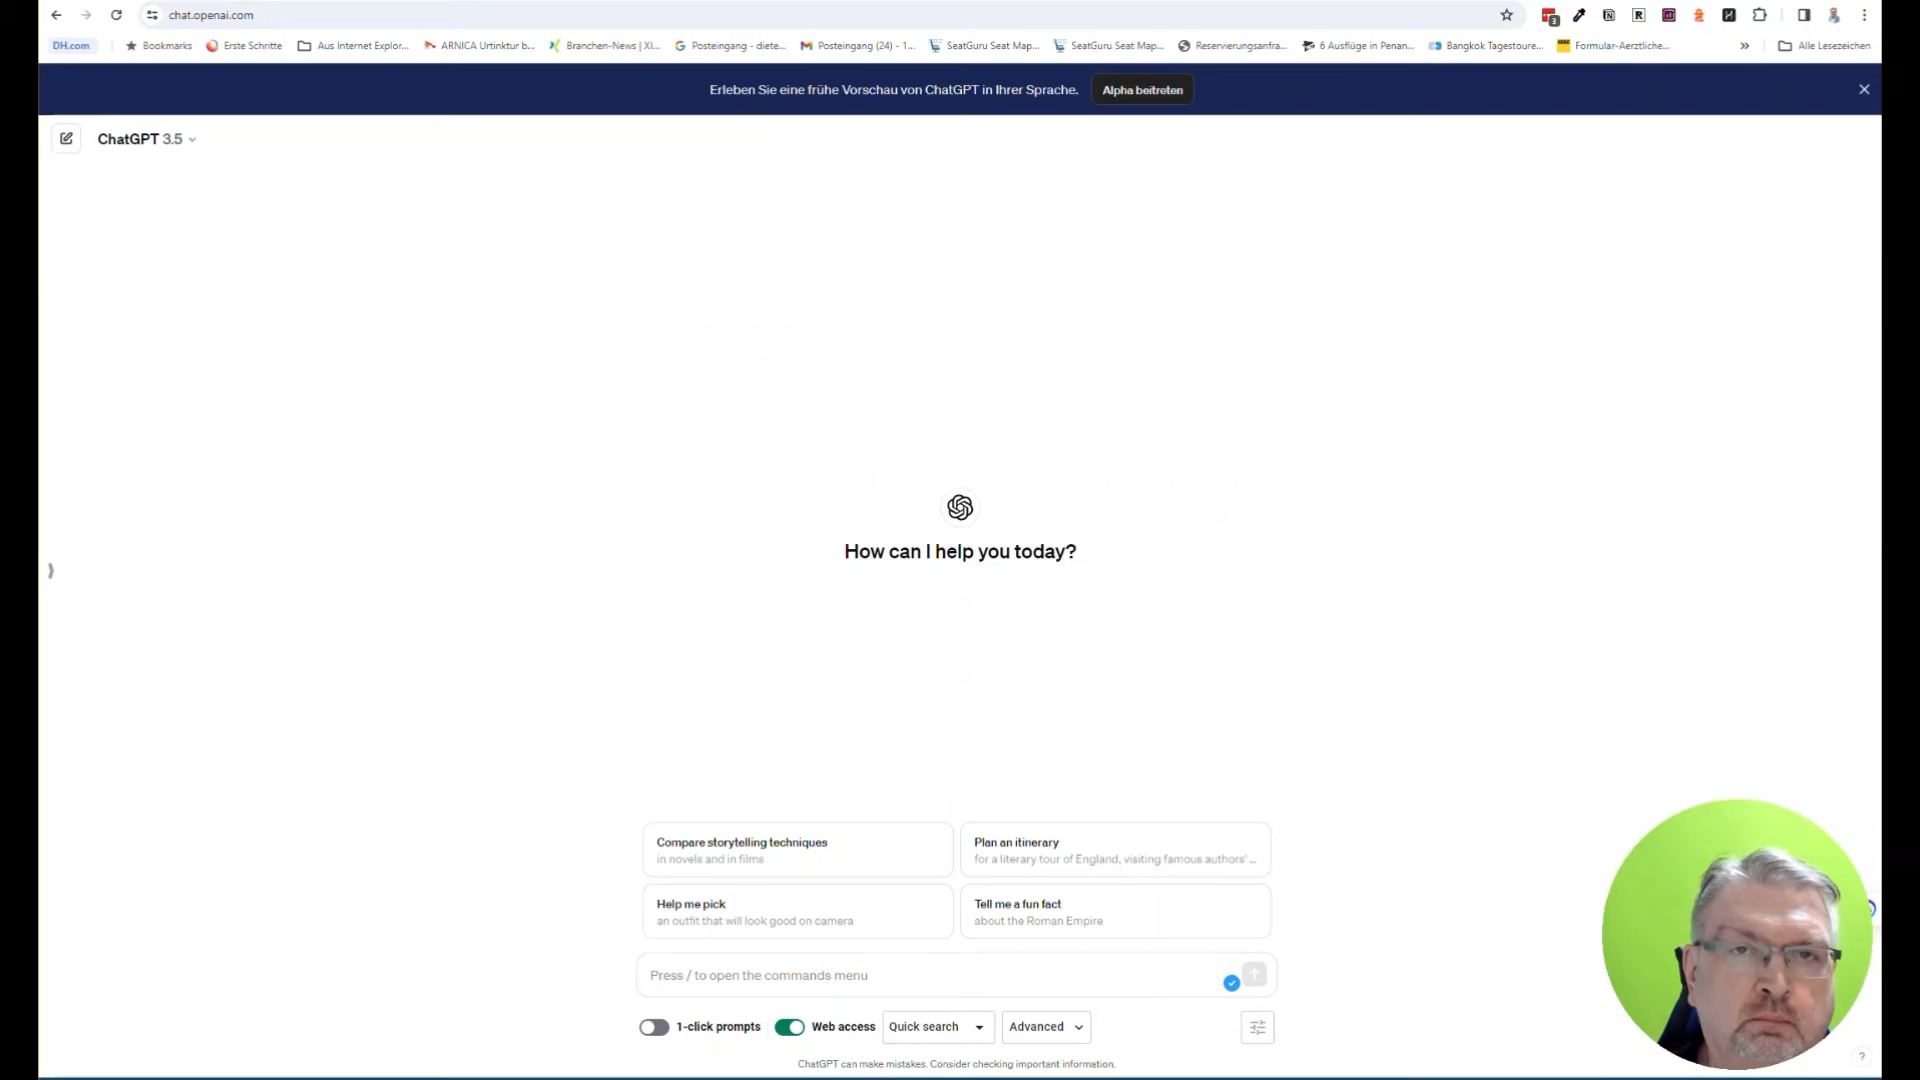 chat.openai.com
3
DH.com
Bookmarks
Erste Schritte
Aus Internet Explor...
ARNICA Urtinktur b...
Branchen-News | XI...
Posteingang - diete...
Posteingang (24) - 1...
SeatGuru Seat Map...
SeatGuru Seat Map...
Reservierungsanfra...
6 Ausflüge in Penan...
Bangkok Tagestoure...
Formular-Aerztliche...
Alle Lesezeichen
Erleben Sie eine frühe Vorschau von ChatGPT in Ihrer Sprache.
Alpha beitreten
ChatGPT 3.5
How can I help you today?
Compare storytelling techniques
in novels and in films
Plan an itinerary
for a literary tour of England, visiting famous authors' ...
Help me pick
an outfit that will look good on camera
Tell me a fun fact
about the Roman Empire
Press / to open the commands menu
1-click prompts
Web access
Quick search
Advanced
ChatGPT can make mistakes. Consider checking important information.
?